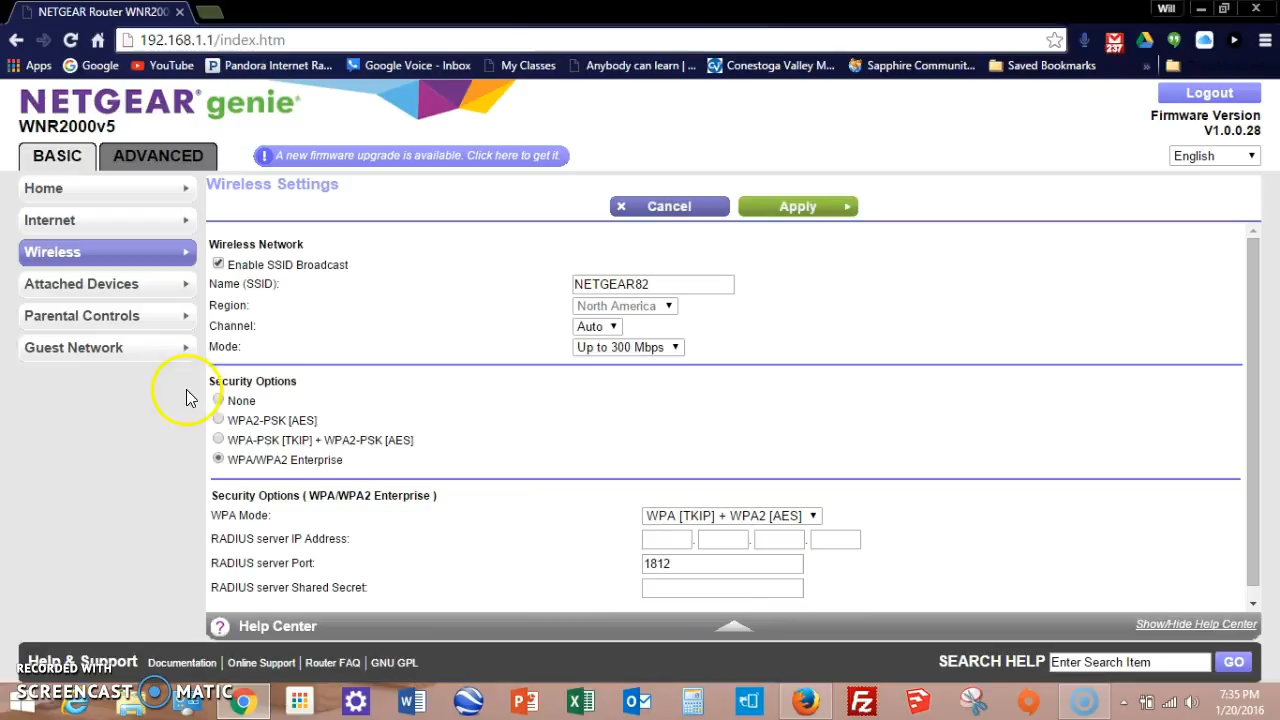 NETGEAR Router WNR200
Will
192.168.1.1/index.htm
237
Apps Google YouTube Pandora Internet Ra... Google Voice - Inbox My Classes Anybody can learn | ... Conestoga Valley M... Sapphire Communit... Saved Bookmarks »
NETGEAR® genie®
WNR2000v5
Logout
Firmware Version
V1.0.0.28
BASIC
ADVANCED
! A new firmware upgrade is available. Click here to get it.
English
Home
Internet
Wireless
Attached Devices
Parental Controls
Guest Network
Wireless Settings
Cancel
Apply
Wireless Network
Enable SSID Broadcast
Name (SSID): NETGEAR82
Region: North America
Channel: Auto
Mode: Up to 300 Mbps
Security Options
None
WPA2-PSK [AES]
WPA-PSK [TKIP] + WPA2-PSK [AES]
WPA/WPA2 Enterprise
Security Options ( WPA/WPA2 Enterprise )
WPA Mode: WPA [TKIP] + WPA2 [AES]
RADIUS server IP Address: . . .
RADIUS server Port: 1812
RADIUS server Shared Secret:
? Help Center
Show/Hide Help Center
Help & Support Documentation | Online Support | Router FAQ | GNU GPL
SEARCH HELP Enter Search Item GO
RECORDED WITH
SCREENCAST MATIC
7:35 PM
1/20/2016